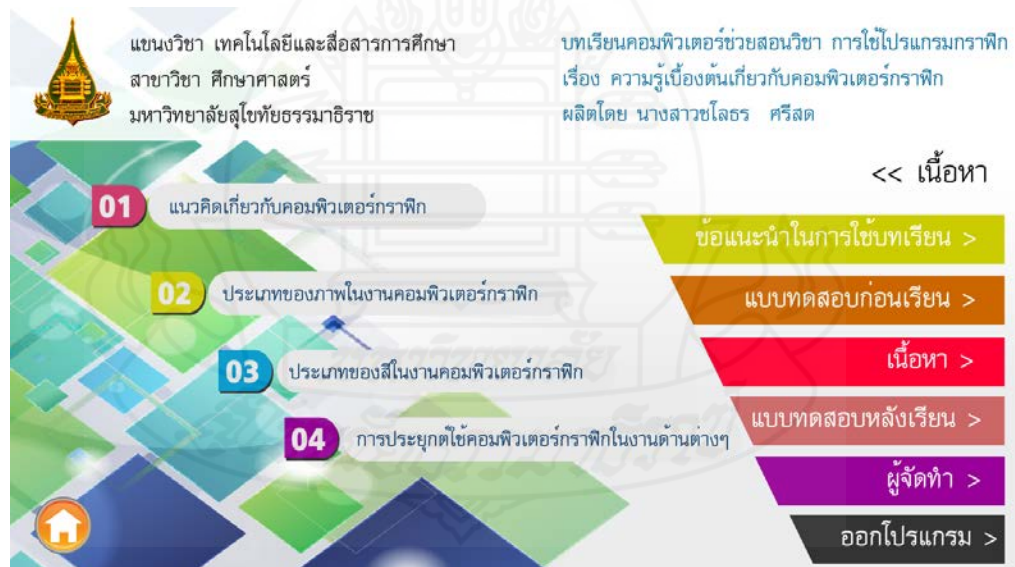 แขนงวิชา เทคโนโลยีและสื่อสารการศึกษา
สาขาวิชา ศึกษาศาสตร์
มหาวิทยาลัยสุโขทัยธรรมาธิราช
บทเรียนคอมพิวเตอร์ช่วยสอนวิชา การใช้โปรแกรมกราฟิก
เรื่อง ความรู้เบื้องต้นเกี่ยวกับคอมพิวเตอร์กราฟิก
ผลิตโดย นางสาวชไลธร ศรีสด
<< เนื้อหา
01 แนวคิดเกี่ยวกับคอมพิวเตอร์กราฟิก
02 ประเภทของภาพในงานคอมพิวเตอร์กราฟิก
03 ประเภทของสีในงานคอมพิวเตอร์กราฟิก
04 การประยุกต์ใช้คอมพิวเตอร์กราฟิกในงานด้านต่างๆ
ข้อแนะนำในการใช้บทเรียน >
แบบทดสอบก่อนเรียน >
เนื้อหา >
แบบทดสอบหลังเรียน >
ผู้จัดทำ >
ออกโปรแกรม >